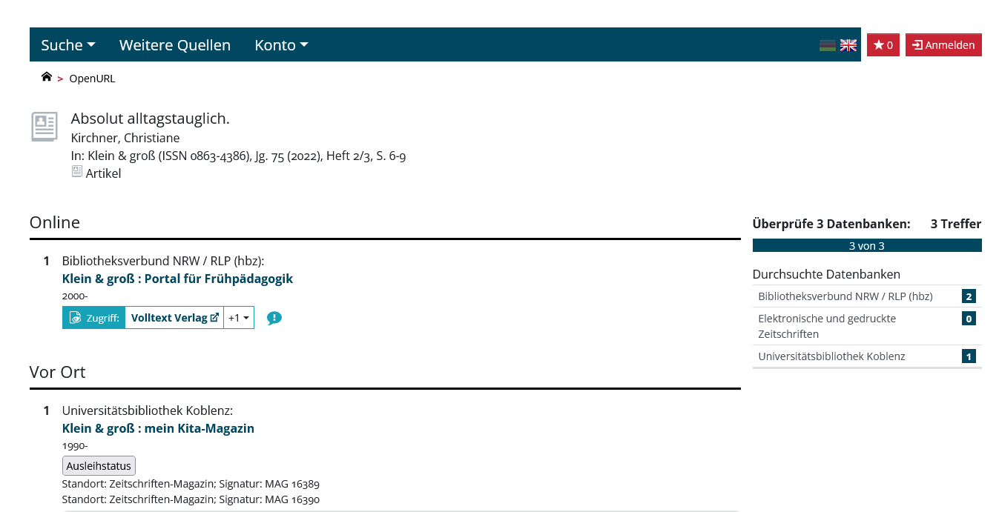 Suche Weitere Quellen Konto 0 Anmelden
> OpenURL
Absolut alltagstauglich.
Kirchner, Christiane
In: Klein & groß (ISSN 0863-4386), Jg. 75 (2022), Heft 2/3, S. 6-9
Artikel
Online
1 Bibliotheksverbund NRW / RLP (hbz):
Klein & groß : Portal für Frühpädagogik
2000-
Zugriff: Volltext Verlag +1
Vor Ort
1 Universitätsbibliothek Koblenz:
Klein & groß : mein Kita-Magazin
1990-
Ausleihstatus
Standort: Zeitschriften-Magazin; Signatur: MAG 16389
Standort: Zeitschriften-Magazin; Signatur: MAG 16390
Überprüfe 3 Datenbanken: 3 Treffer
3 von 3
Durchsuchte Datenbanken
Bibliotheksverbund NRW / RLP (hbz) 2
Elektronische und gedruckte 0
Zeitschriften
Universitätsbibliothek Koblenz 1